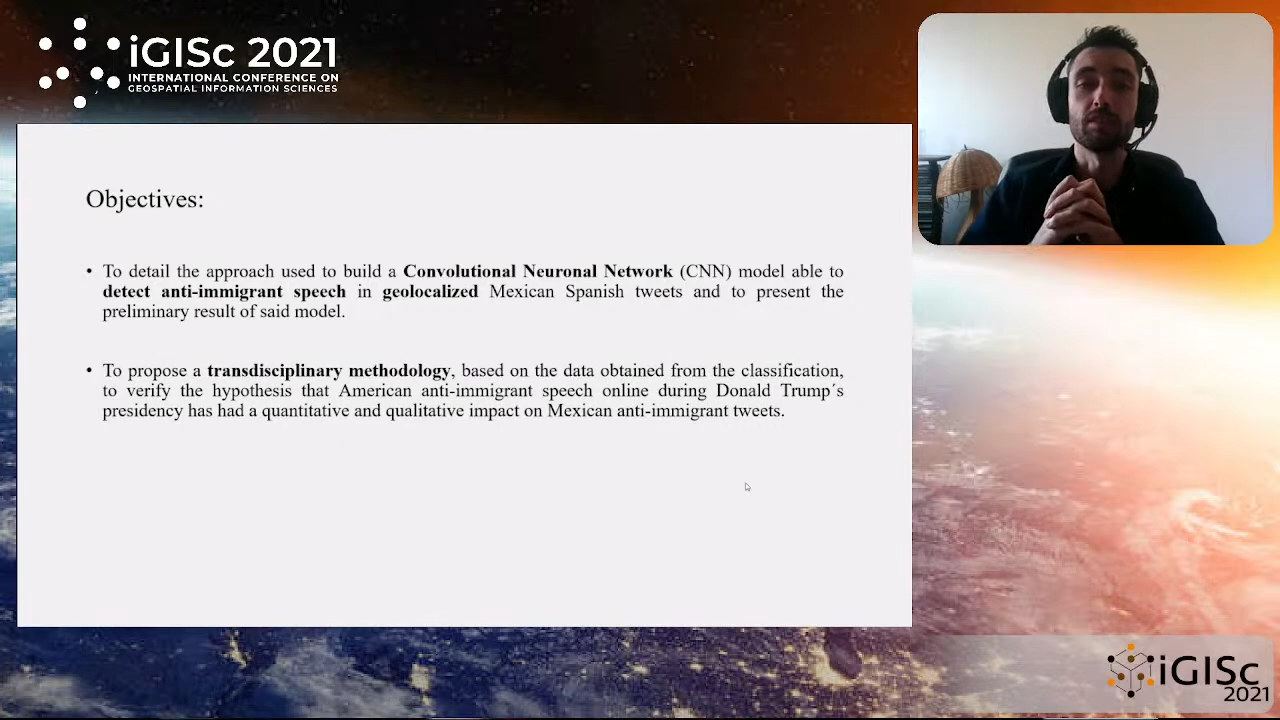 iGISc 2021
INTERNATIONAL CONFERENCE ON
GEOSPATIAL INFORMATION SCIENCES
Objectives:
• To detail the approach used to build a Convolutional Neuronal Network (CNN) model able to
detect anti-immigrant speech in geolocalized Mexican Spanish tweets and to present the
preliminary result of said model.
• To propose a transdisciplinary methodology, based on the data obtained from the classification,
to verify the hypothesis that American anti-immigrant speech online during Donald Trump´s
presidency has had a quantitative and qualitative impact on Mexican anti-immigrant tweets.
iGISc
2021